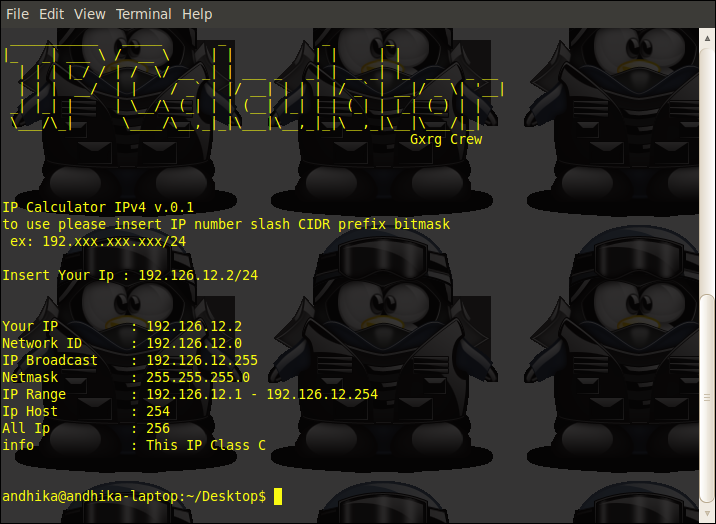 File Edit View Terminal Help
IPCalculator
Gxrg Crew
IP Calculator IPv4 v.0.1
to use please insert IP number slash CIDR prefix bitmask
ex: 192.xxx.xxx.xxx/24
Insert Your Ip : 192.126.12.2/24
Your IP : 192.126.12.2
Network ID : 192.126.12.0
IP Broadcast : 192.126.12.255
Netmask : 255.255.255.0
IP Range : 192.126.12.1 - 192.126.12.254
Ip Host : 254
All Ip : 256
info : This IP Class C
andhika@andhika-laptop:~/Desktop$